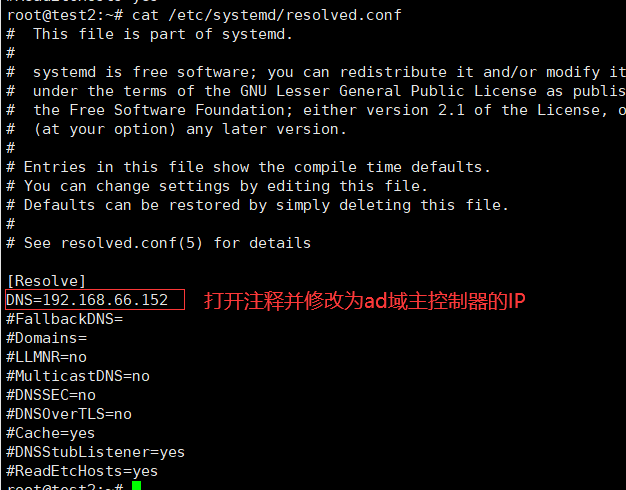 #ReadEtcHosts=yes
root@test2:~# cat /etc/systemd/resolved.conf
#  This file is part of systemd.
#
#  systemd is free software; you can redistribute it and/or modify it
#  under the terms of the GNU Lesser General Public License as publis
#  the Free Software Foundation; either version 2.1 of the License, o
#  (at your option) any later version.
#
# Entries in this file show the compile time defaults.
# You can change settings by editing this file.
# Defaults can be restored by simply deleting this file.
#
# See resolved.conf(5) for details
[Resolve]
DNS=192.168.66.152 打开注释并修改为ad域主控制器的IP
#FallbackDNS=
#Domains=
#LLMNR=no
#MulticastDNS=no
#DNSSEC=no
#DNSOverTLS=no
#Cache=yes
#DNSStubListener=yes
#ReadEtcHosts=yes
root@test2:~#